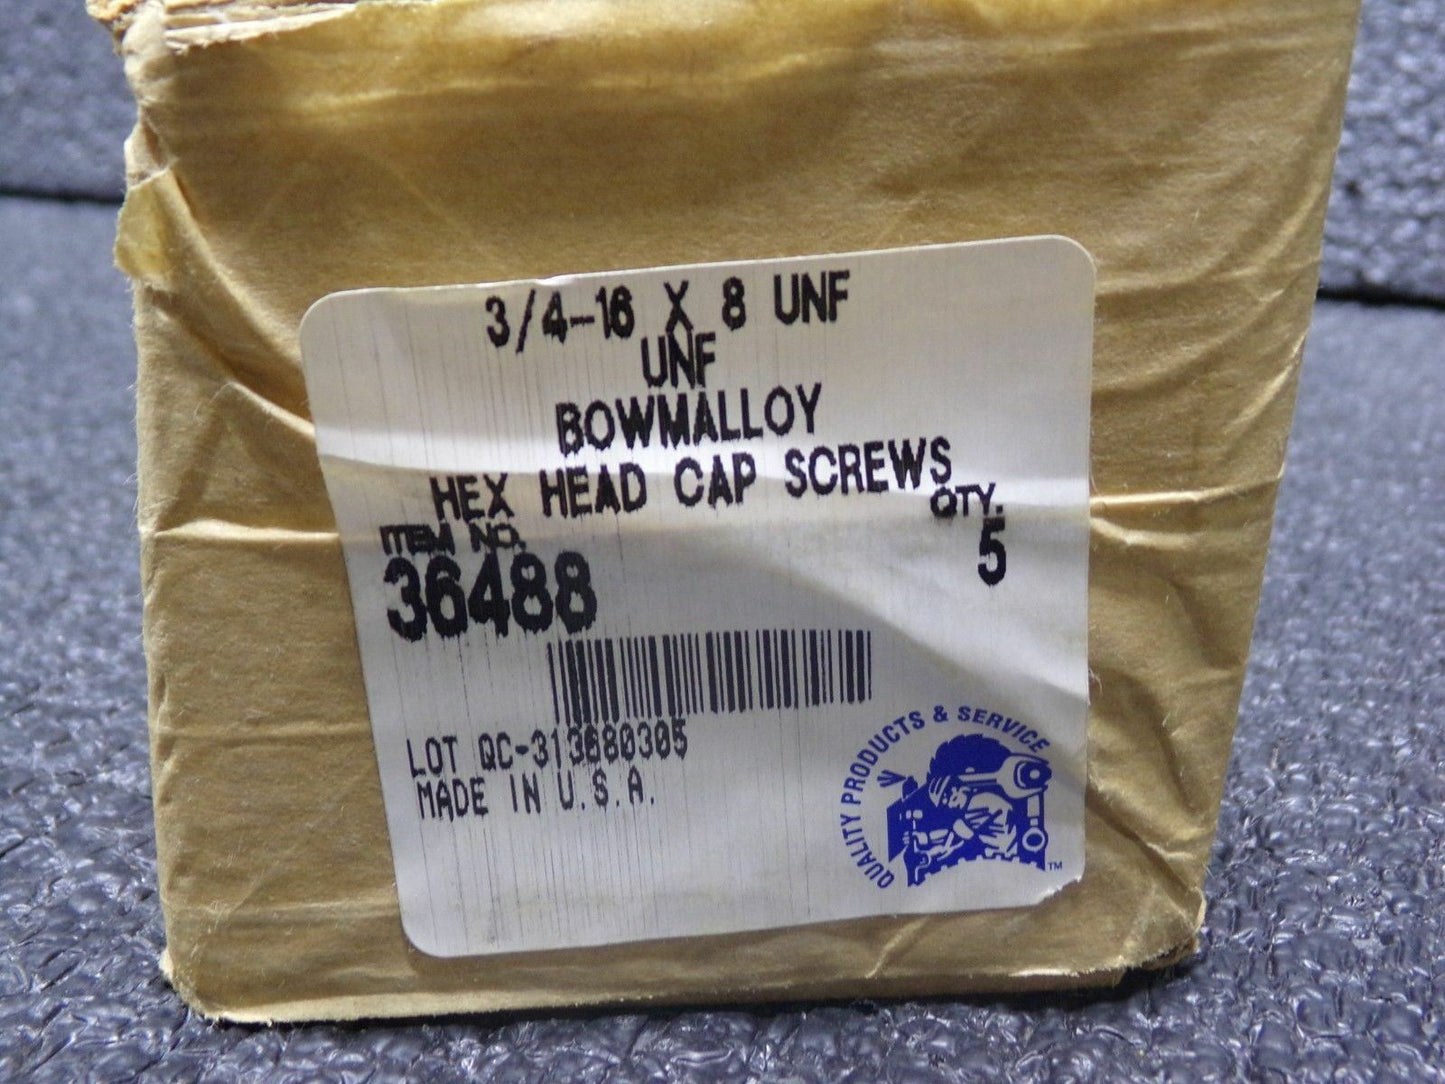 3/4-16 X 8 UNF
UNF
BOWMALLOY
HEX HEAD CAP SCREWS
ITEM NO.
QTY.
36488
5
LOT QC-313680305
MADE IN U.S.A.
QUALITY PRODUCTS & SERVICE
TM